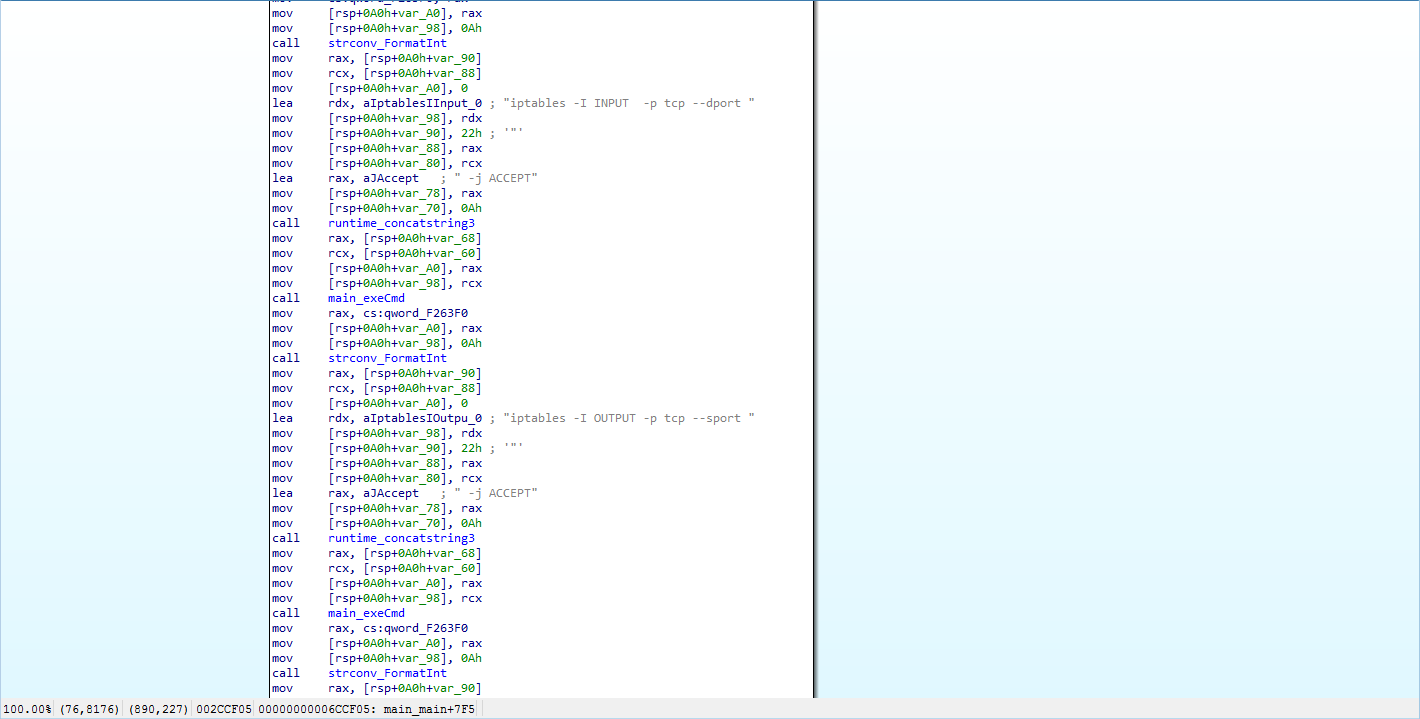 mov [rsp+0A0h+var_A0], rax
mov [rsp+0A0h+var_98], 0Ah
call strconv_FormatInt
mov rax, [rsp+0A0h+var_90]
mov rcx, [rsp+0A0h+var_88]
mov [rsp+0A0h+var_A0], 0
lea rdx, aIptablesIInput_0 ; "iptables -I INPUT  -p tcp --dport "
mov [rsp+0A0h+var_98], rdx
mov [rsp+0A0h+var_90], 22h ; '"'
mov [rsp+0A0h+var_88], rax
mov [rsp+0A0h+var_80], rcx
lea rax, aJAccept ; " -j ACCEPT"
mov [rsp+0A0h+var_78], rax
mov [rsp+0A0h+var_70], 0Ah
call runtime_concatstring3
mov rax, [rsp+0A0h+var_68]
mov rcx, [rsp+0A0h+var_60]
mov [rsp+0A0h+var_A0], rax
mov [rsp+0A0h+var_98], rcx
call main_exeCmd
mov rax, cs:qword_F263F0
mov [rsp+0A0h+var_A0], rax
mov [rsp+0A0h+var_98], 0Ah
call strconv_FormatInt
mov rax, [rsp+0A0h+var_90]
mov rcx, [rsp+0A0h+var_88]
mov [rsp+0A0h+var_A0], 0
lea rdx, aIptablesIOutpu_0 ; "iptables -I OUTPUT -p tcp --sport "
mov [rsp+0A0h+var_98], rdx
mov [rsp+0A0h+var_90], 22h ; '"'
mov [rsp+0A0h+var_88], rax
mov [rsp+0A0h+var_80], rcx
lea rax, aJAccept ; " -j ACCEPT"
mov [rsp+0A0h+var_78], rax
mov [rsp+0A0h+var_70], 0Ah
call runtime_concatstring3
mov rax, [rsp+0A0h+var_68]
mov rcx, [rsp+0A0h+var_60]
mov [rsp+0A0h+var_A0], rax
mov [rsp+0A0h+var_98], rcx
call main_exeCmd
mov rax, cs:qword_F263F0
mov [rsp+0A0h+var_A0], rax
mov [rsp+0A0h+var_98], 0Ah
call strconv_FormatInt
mov rax, [rsp+0A0h+var_90]
100.00% (76,8176) (890,227) 002CCF05 00000000006CCF05: main_main+7F5